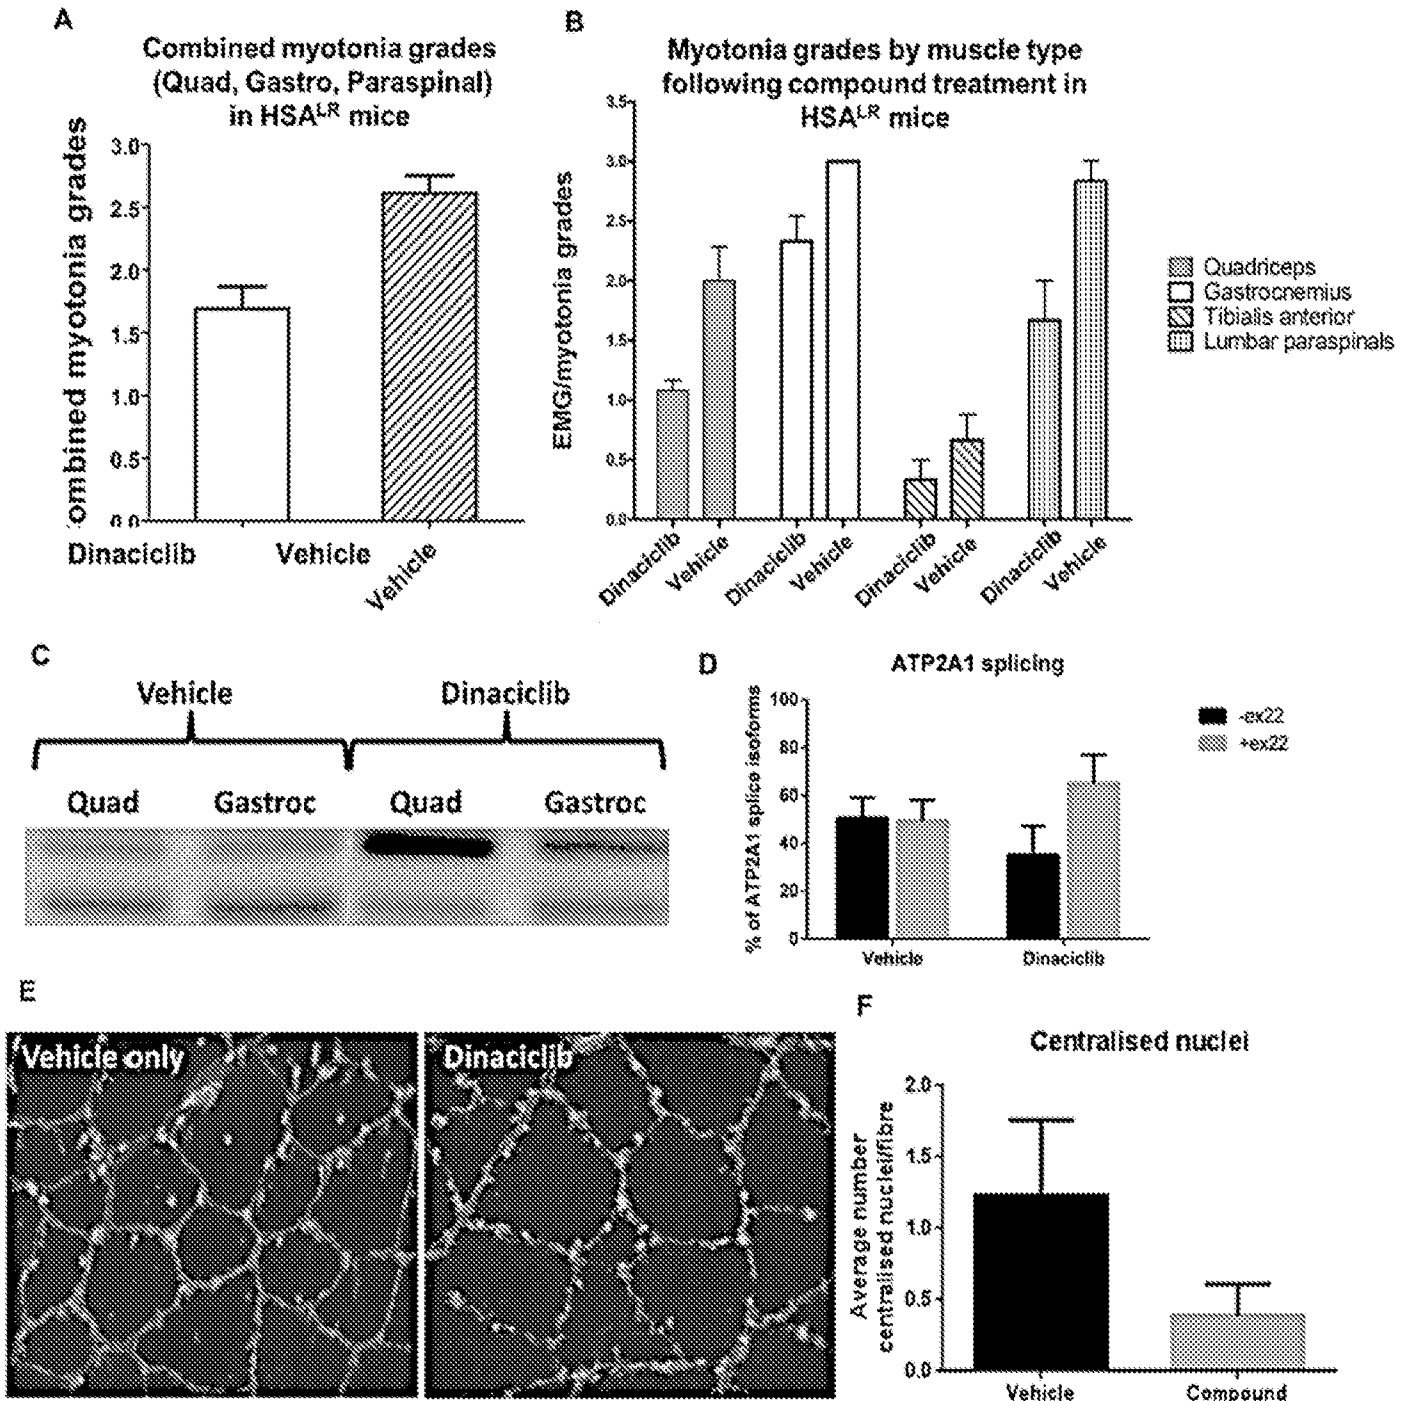 A
Combined myotonia grades
(Quad, Gastro, Paraspinal)
in HSALR mice
ombined myotonia grades
3.0
2.5
2.0
1.5
1.0
0.5
0.0
Dinaciclib
Vehicle
Vehicle
B
Myotonia grades by muscle type
following compound treatment in
HSALR mice
EMG/myotonia grades
3.5
3.0
2.5
2.0
1.5
1.0
0.5
0.0
Dinaciclib
Vehicle
Dinaciclib
Vehicle
Dinaciclib
Vehicle
Dinaciclib
Vehicle
Quadriceps
Gastrocnemius
Tibialis anterior
Lumbar paraspinals
C
Vehicle
Dinaciclib
Quad
Gastroc
Quad
Gastroc
D
ATP2A1 splicing
% of ATP2A1 splice isoforms
100
80
60
40
20
0
Vehicle
Dinaciclib
-ex22
+ex22
E
Vehicle only
Dinaciclib
F
Centralised nuclei
Average number
centralised nuclei/fibre
2.0
1.5
1.0
0.5
0.0
Vehicle
Compound